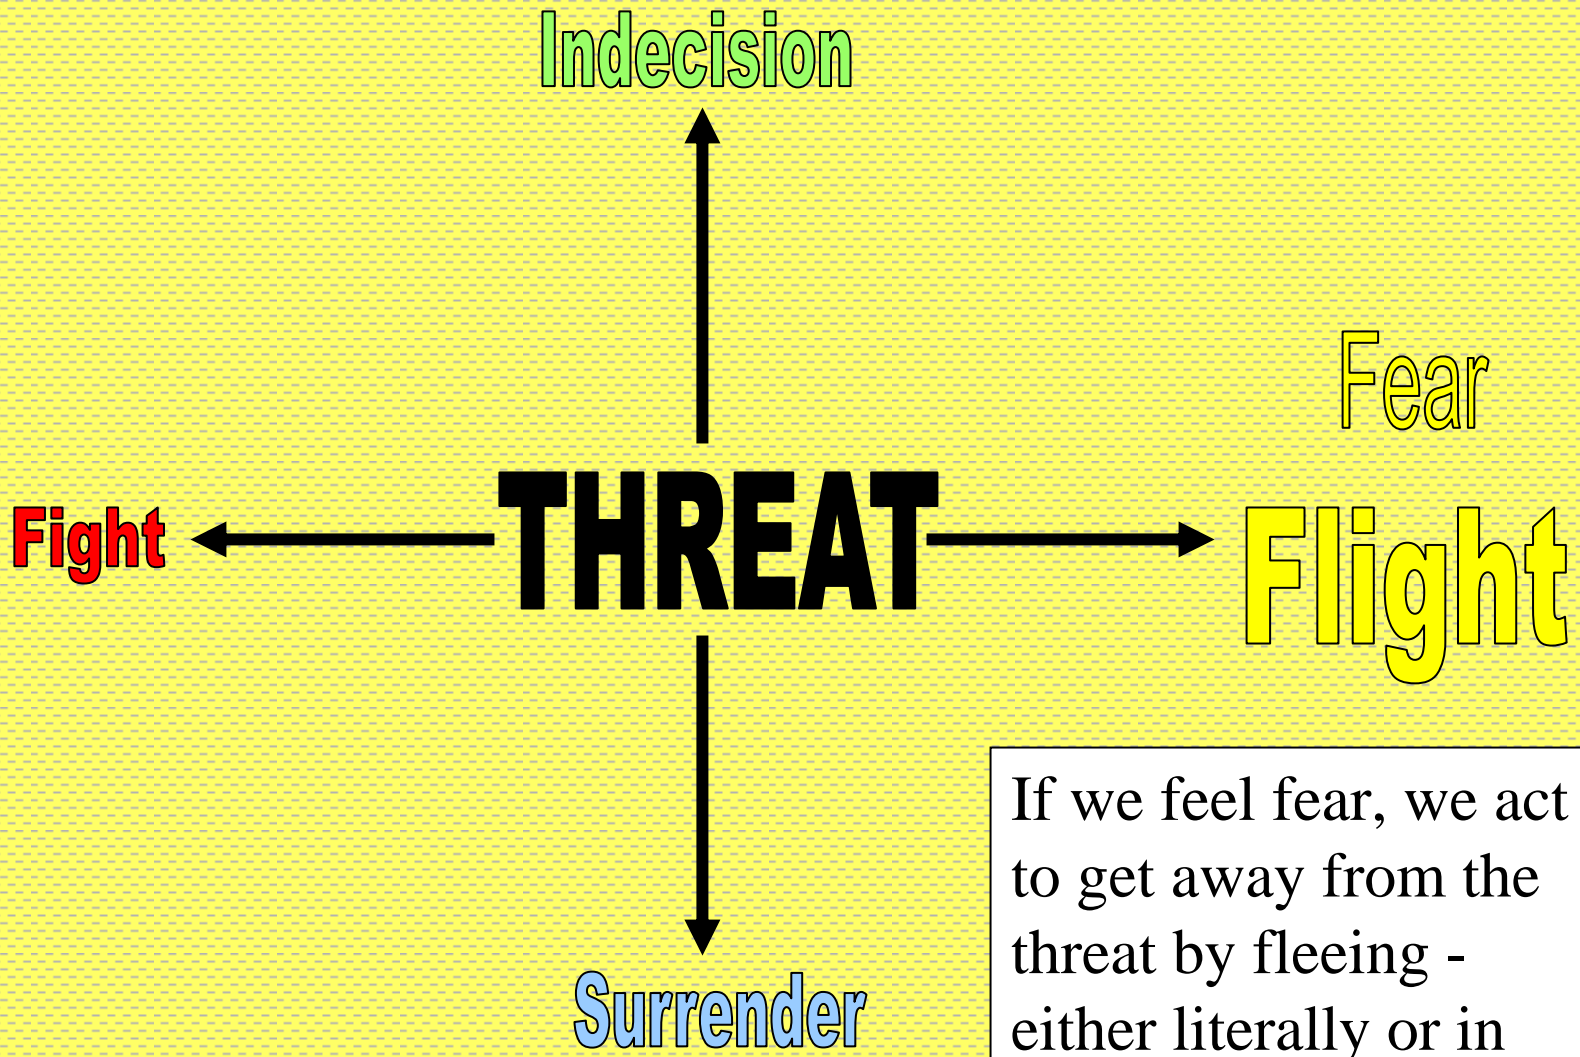 Indecision
Fear
Fight
THREAT
Flight
If we feel fear, we act
to get away from the
threat by fleeing -
either literally or in
Surrender